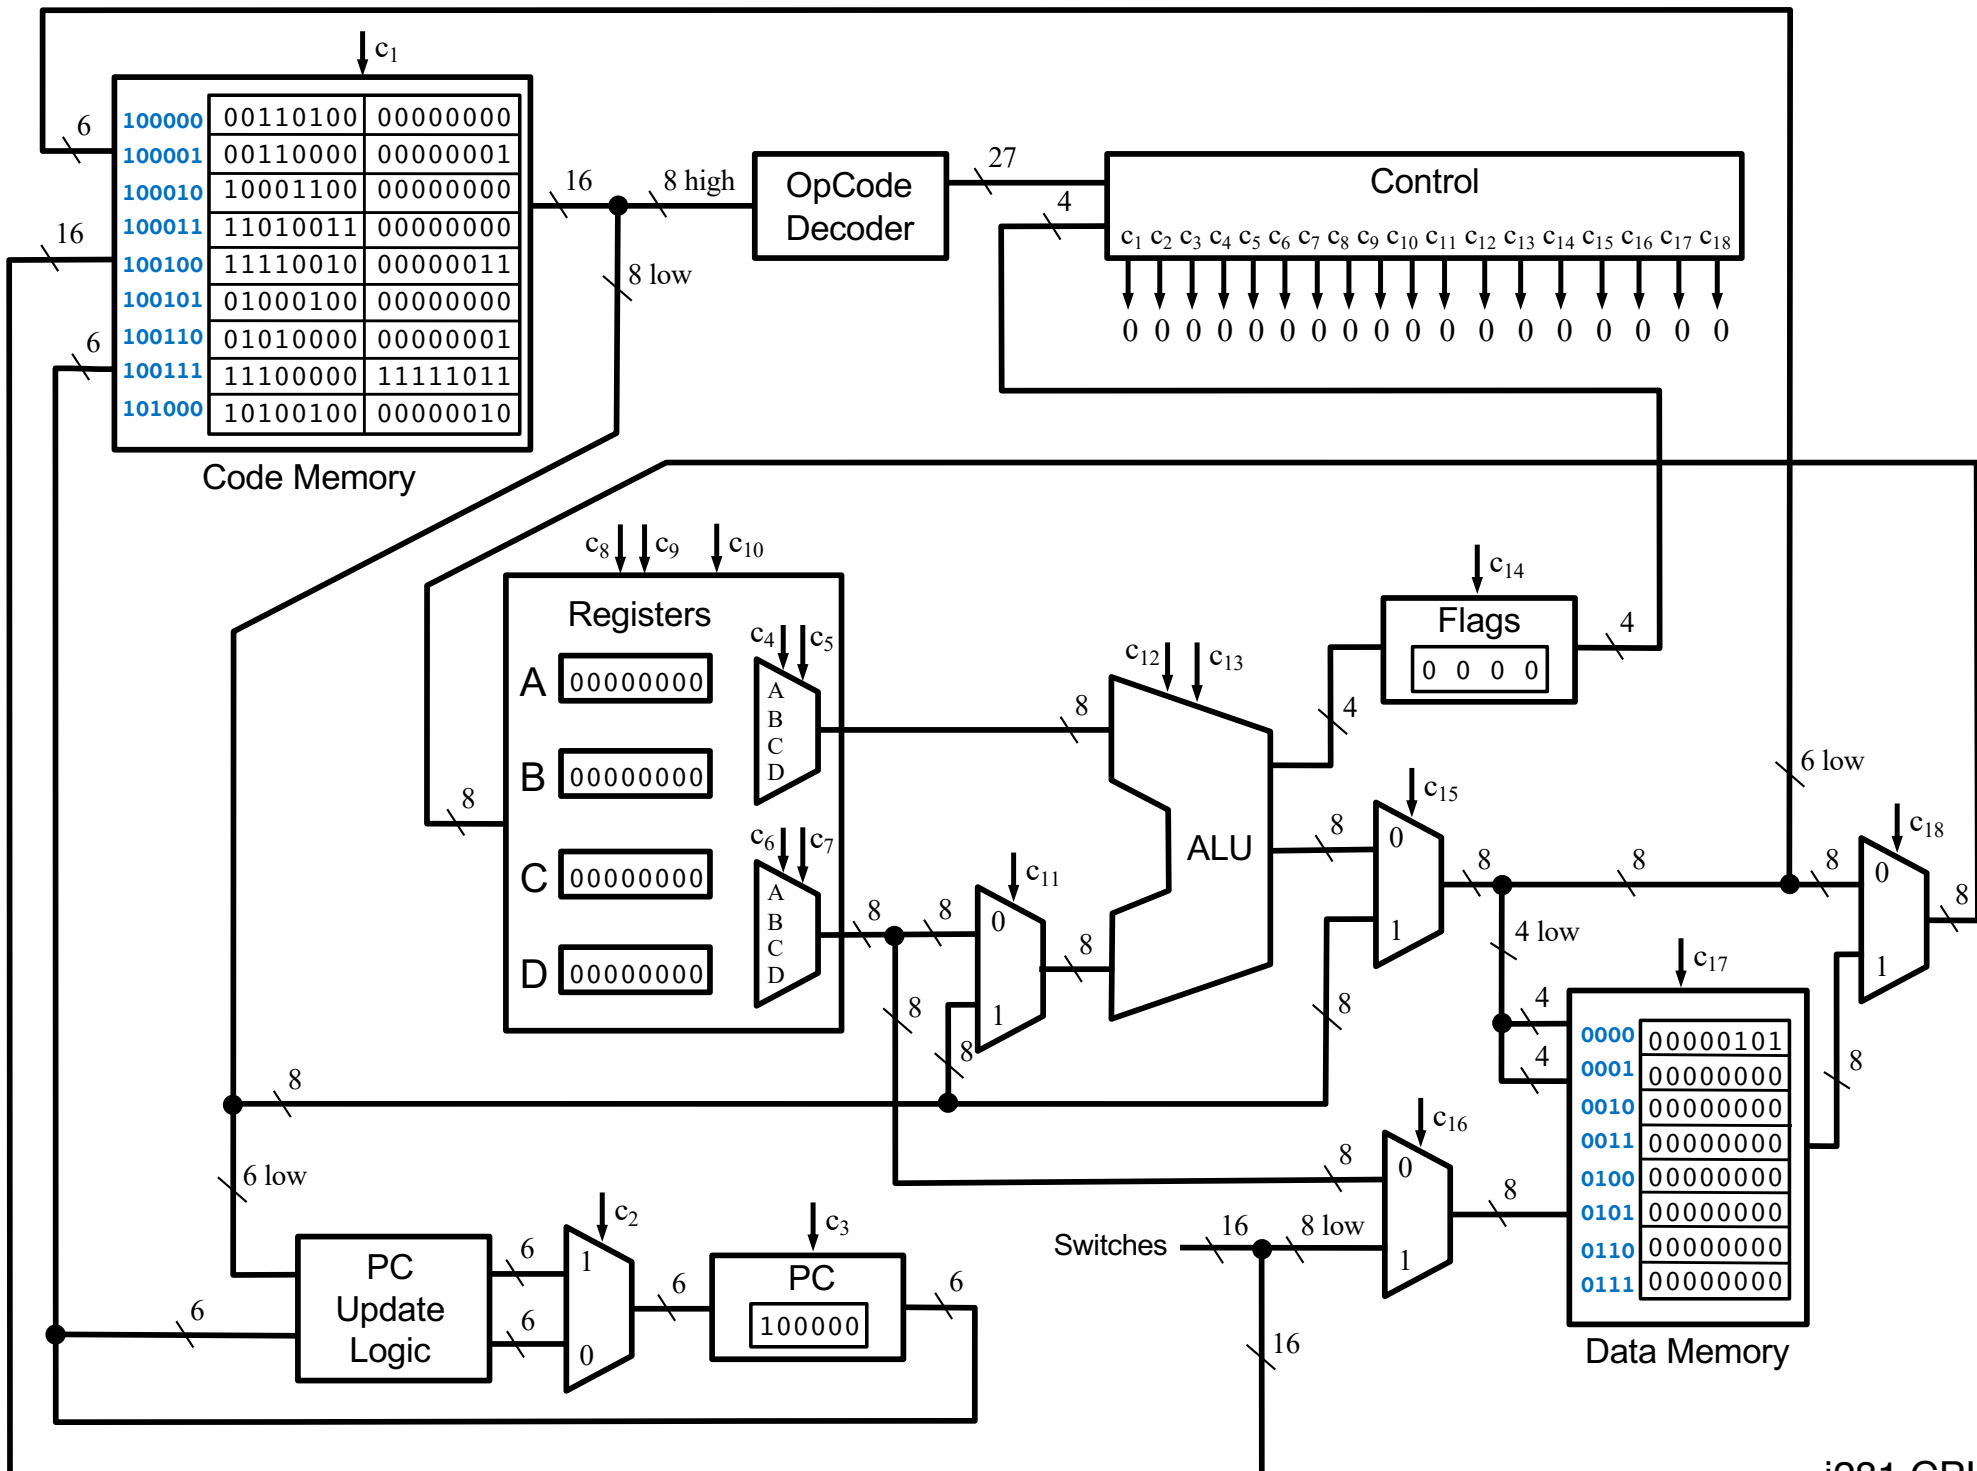 c1
100000 00110100 00000000
100001 00110000 00000001
100010 10001100 00000000
100011 11010011 00000000
100100 11110010 00000011
100101 01000100 00000000
100110 01010000 00000001
100111 11100000 11111011
101000 10100100 00000010
Code Memory
6
16
6
16
8 high
8 low
OpCode
Decoder
27
4
Control
c1 c2 c3 c4 c5 c6 c7 c8 c9 c10 c11 c12 c13 c14 c15 c16 c17 c18
0 0 0 0 0 0 0 0 0 0 0 0 0 0 0 0 0 0
c8 c9 c10
Registers
A 00000000
B 00000000
C 00000000
D 00000000
8
c4 c5
A
B
C
D
c6 c7
A
B
C
D
8
8
8
8
c11
0
1
8
8
c12 c13
ALU
4
8
c14
Flags
0 0 0 0
4
c15
0
1
8
8
8
6 low
8
4 low
4
4
c18
0
1
8
8
c17
0000 00000101
0001 00000000
0010 00000000
0011 00000000
0100 00000000
0101 00000000
0110 00000000
0111 00000000
Data Memory
8
c16
0
1
8
8
Switches
16
8 low
16
6 low
PC
Update
Logic
6
6
6
c2
1
0
6
c3
PC
100000
6